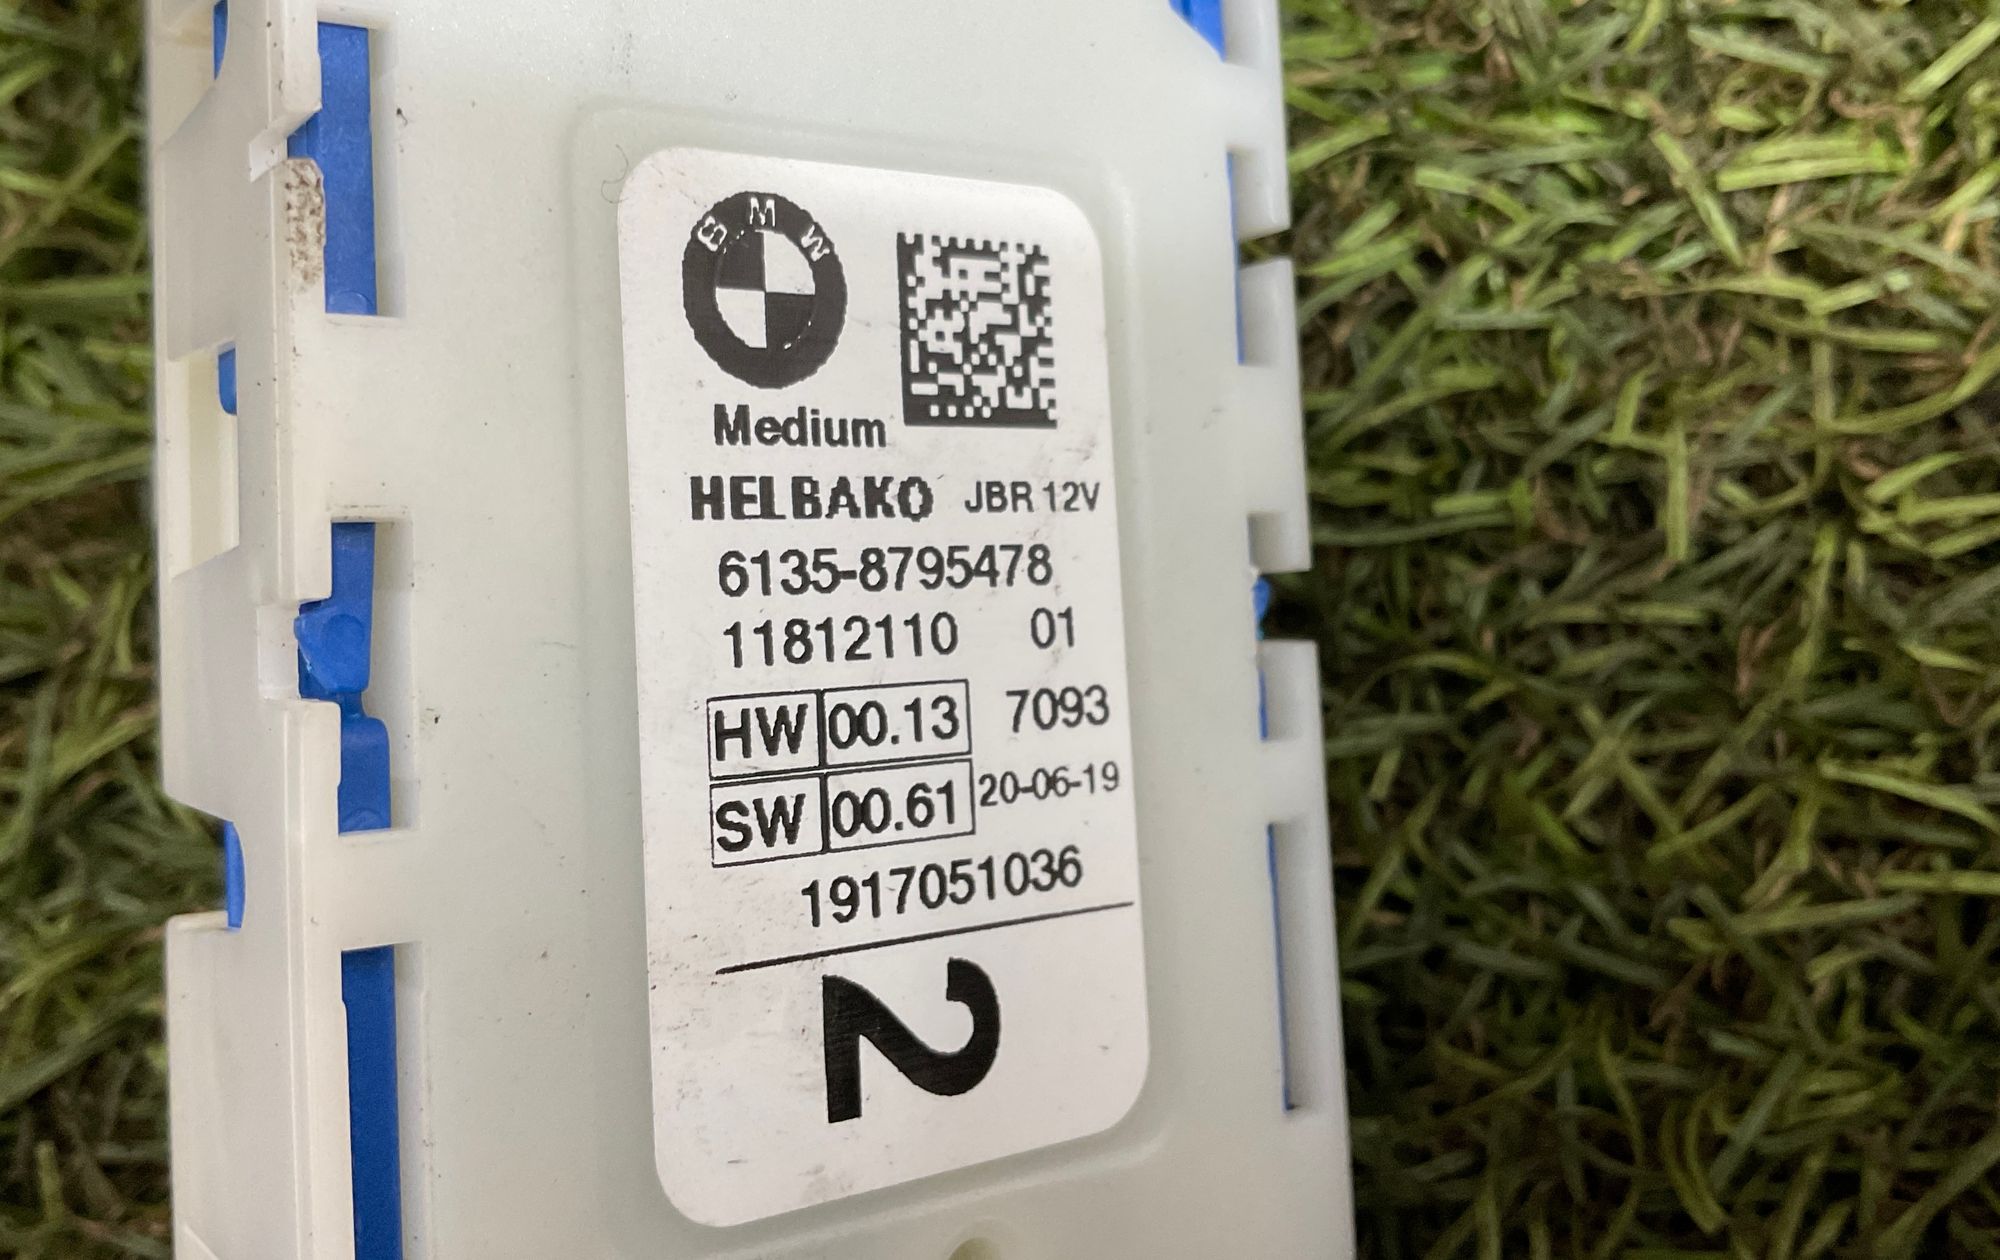 BMW
Medium
HELBAKO JBR 12V
6135-8795478
11812110 01
HW 00.13 7093
SW 00.61 20-06-19
1917051036
2